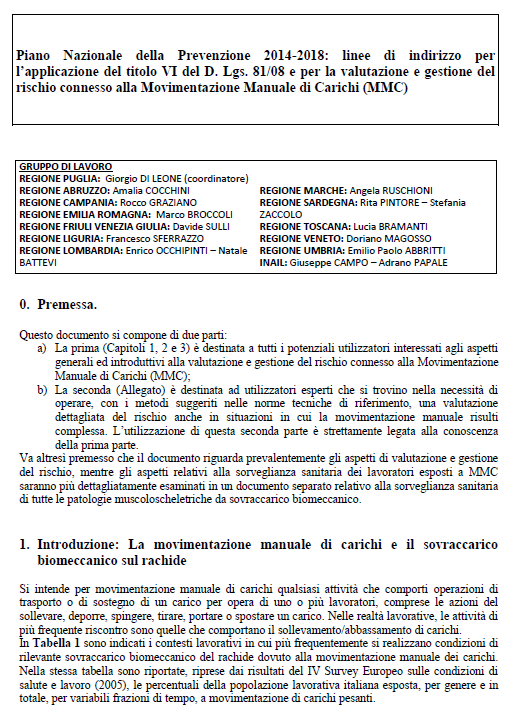 Piano Nazionale della Prevenzione 2014-2018: linee di indirizzo per
l'applicazione del titolo VI del D. Lgs. 81/08 e per la valutazione e gestione del
rischio connesso alla Movimentazione Manuale di Carichi (MMC)
GRUPPO DI LAVORO
REGIONE PUGLIA: Giorgio DI LEONE (coordinatore)
REGIONE ABRUZZO: Amalia COCCHINI
REGIONE CAMPANIA: Rocco GRAZIANO
REGIONE EMILIA ROMAGNA: Marco BROCCOLI
REGIONE FRIULI VENEZIA GIULIA: Davide SULLI
REGIONE LIGURIA: Francesco SFERRAZZO
REGIONE LOMBARDIA: Enrico OCCHIPINTI – Natale
BATTEVI
REGIONE MARCHE: Angela RUSCHIONI
REGIONE SARDEGNA: Rita PINTORE – Stefania
ZACCOLO
REGIONE TOSCANA: Lucia BRAMANTI
REGIONE VENETO: Doriano MAGOSSO
REGIONE UMBRIA: Emilio Paolo ABBRITTI
INAIL: Giuseppe CAMPO – Adrano PAPALE
0. Premessa.
Questo documento si compone di due parti:
a) La prima (Capitoli 1, 2 e 3) è destinata a tutti i potenziali utilizzatori interessati agli aspetti
generali ed introduttivi alla valutazione e gestione del rischio connesso alla Movimentazione
Manuale di Carichi (MMC);
b) La seconda (Allegato) è destinata ad utilizzatori esperti che si trovino nella necessità di
operare, con i metodi suggeriti nelle norme tecniche di riferimento, una valutazione
dettagliata del rischio anche in situazioni in cui la movimentazione manuale risulti
complessa. L'utilizzazione di questa seconda parte è strettamente legata alla conoscenza
della prima parte.
Va altresì premesso che il documento riguarda prevalentemente gli aspetti di valutazione e gestione
del rischio, mentre gli aspetti relativi alla sorveglianza sanitaria dei lavoratori esposti a MMC
saranno più dettagliatamente esaminati in un documento separato relativo alla sorveglianza sanitaria
di tutte le patologie muscoloscheletriche da sovraccarico biomeccanico.
1. Introduzione: La movimentazione manuale di carichi e il sovraccarico
biomeccanico sul rachide
Si intende per movimentazione manuale di carichi qualsiasi attività che comporti operazioni di
trasporto o di sostegno di un carico per opera di uno o più lavoratori, comprese le azioni del
sollevare, deporre, spingere, tirare, portare o spostare un carico. Nelle realtà lavorative, le attività di
più frequente riscontro sono quelle che comportano il sollevamento/abbassamento di carichi.
In Tabella 1 sono indicati i contesti lavorativi in cui più frequentemente si realizzano condizioni di
rilevante sovraccarico biomeccanico del rachide dovuto alla movimentazione manuale dei carichi.
Nella stessa tabella sono riportate, riprese dai risultati del IV Survey Europeo sulle condizioni di
salute e lavoro (2005), le percentuali della popolazione lavorativa italiana esposta, per genere e in
totale, per variabili frazioni di tempo, a movimentazione di carichi pesanti.